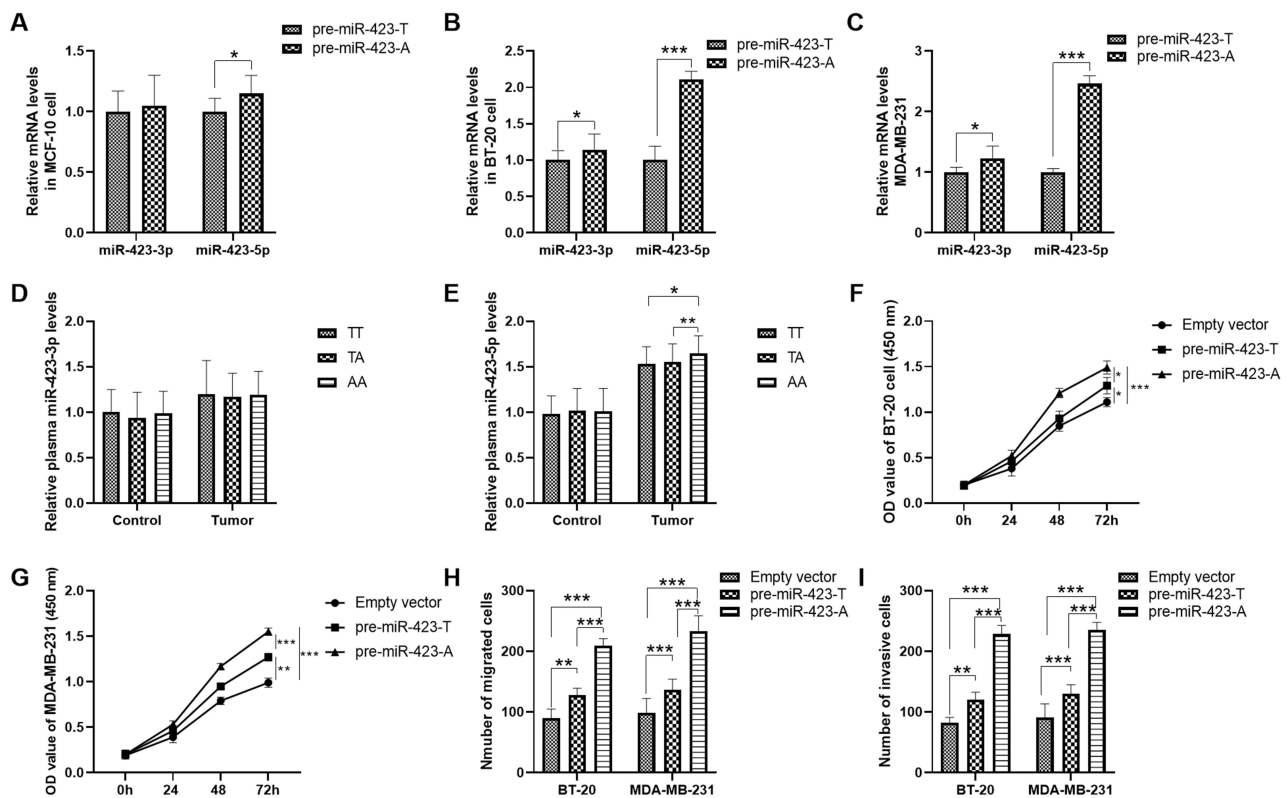 A
Relative mRNA levels
in MCF-10 cell
1.5
1.0
0.5
0.0
*
miR-423-3p miR-423-5p
pre-miR-423-T
pre-miR-423-A
B
Relative mRNA levels
in BT-20 cell
2.5
2.0
1.5
1.0
0.5
0.0
*
***
miR-423-3p miR-423-5p
pre-miR-423-T
pre-miR-423-A
C
Relative mRNA levels
MDA-MB-231
3
2
1
0
*
***
miR-423-3p miR-423-5p
pre-miR-423-T
pre-miR-423-A
D
Relative plasma miR-423-3p levels
2.0
1.5
1.0
0.5
0.0
Control Tumor
TT
TA
AA
E
Relative plasma miR-423-5p levels
2.0
1.5
1.0
0.5
0.0
*
**
Control Tumor
TT
TA
AA
F
OD value of BT-20 cell (450 nm)
2.0
1.5
1.0
0.5
0.0
0h 24 48 72h
Empty vector
pre-miR-423-T
pre-miR-423-A
*
*
***
G
OD value of MDA-MB-231 (450 nm)
2.0
1.5
1.0
0.5
0.0
0h 24 48 72h
Empty vector
pre-miR-423-T
pre-miR-423-A
***
**
***
H
Nmuber of migrated cells
300
200
100
0
***
***
**
***
***
***
BT-20 MDA-MB-231
Empty vector
pre-miR-423-T
pre-miR-423-A
I
Number of invasive cells
300
200
100
0
***
***
**
***
***
***
BT-20 MDA-MB-231
Empty vector
pre-miR-423-T
pre-miR-423-A